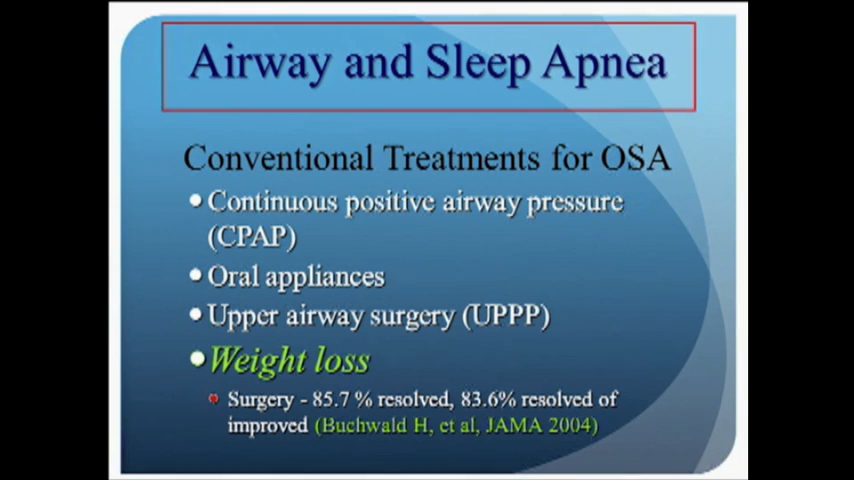 Airway and Sleep Apnea
Conventional Treatments for OSA
Continuous positive airway pressure
(CPAP)
Oral appliances
Upper airway surgery (UPPP)
Weight loss
Surgery - 85.7 % resolved, 83.6% resolved of
improved (Buchwald H, et al, JAMA 2004)